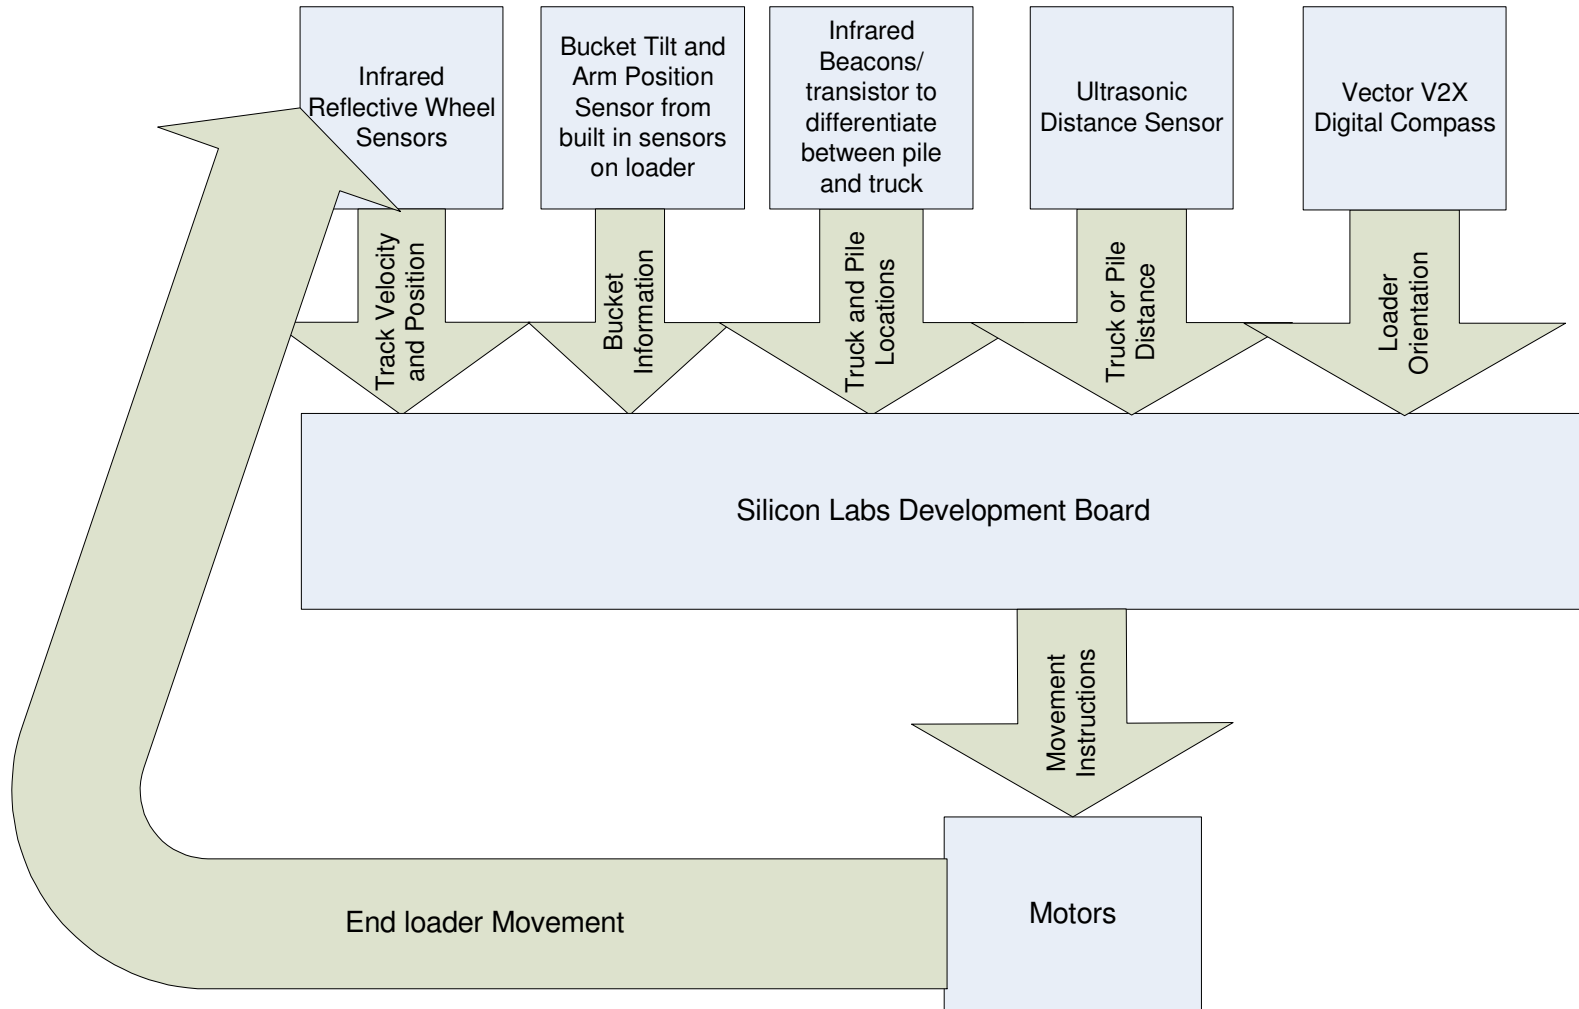 Infrared
Reflective Wheel
Sensors
Bucket Tilt and
Arm Position
Sensor from
built in sensors
on loader
Infrared
Beacons/
transistor to
differentiate
between pile
and truck
Ultrasonic
Distance Sensor
Vector V2X
Digital Compass
Track Velocity
and Position
Bucket
Information
Truck and Pile
Locations
Truck or Pile
Distance
Loader
Orientation
Silicon Labs Development Board
Movement
Instructions
Motors
End loader Movement